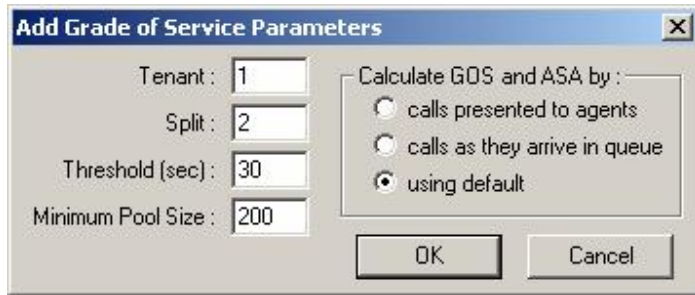 Add Grade of Service Parameters
Tenant : 1
Split : 2
Threshold (sec) : 30
Minimum Pool Size : 200
Calculate GOS and ASA by :
calls presented to agents
calls as they arrive in queue
using default
OK
Cancel